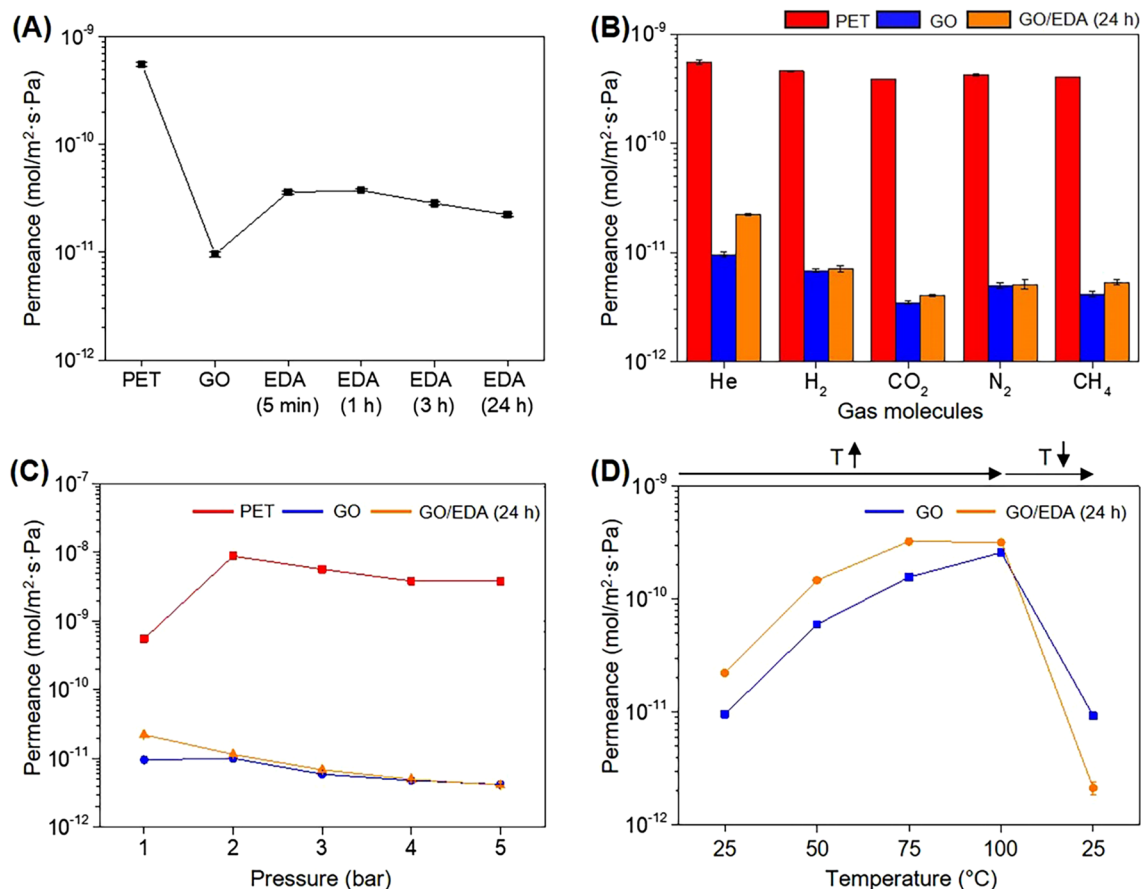 (A)
Permeance (mol/m²·s·Pa)
10⁻⁹
10⁻¹⁰
10⁻¹¹
10⁻¹²
PET GO EDA EDA EDA EDA
(5 min) (1 h) (3 h) (24 h)
(B)
PET GO GO/EDA (24 h)
Permeance (mol/m²·s·Pa)
10⁻⁹
10⁻¹⁰
10⁻¹¹
10⁻¹²
He H₂ CO₂ N₂ CH₄
Gas molecules
(C)
Permeance (mol/m²·s·Pa)
10⁻⁷
PET GO GO/EDA (24 h)
10⁻⁸
10⁻⁹
10⁻¹⁰
10⁻¹¹
10⁻¹²
1 2 3 4 5
Pressure (bar)
(D)
T T
Permeance (mol/m²·s·Pa)
10⁻⁹
GO GO/EDA (24 h)
10⁻¹⁰
10⁻¹¹
10⁻¹²
25 50 75 100 25
Temperature (°C)